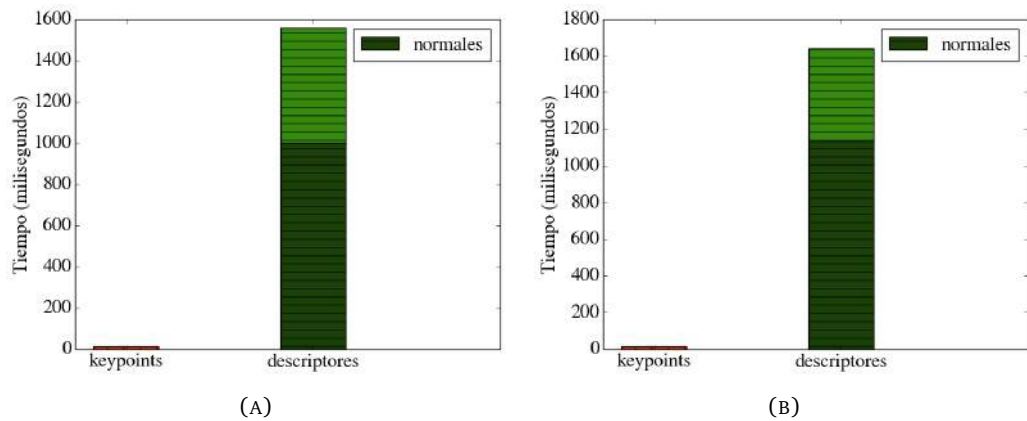 1600
1400
1200
1000
800
600
400
200
0
Tiempo (milisegundos)
normales
keypoints
descriptores
(A)
1800
1600
1400
1200
1000
800
600
400
200
0
Tiempo (milisegundos)
normales
keypoints
descriptores
(B)